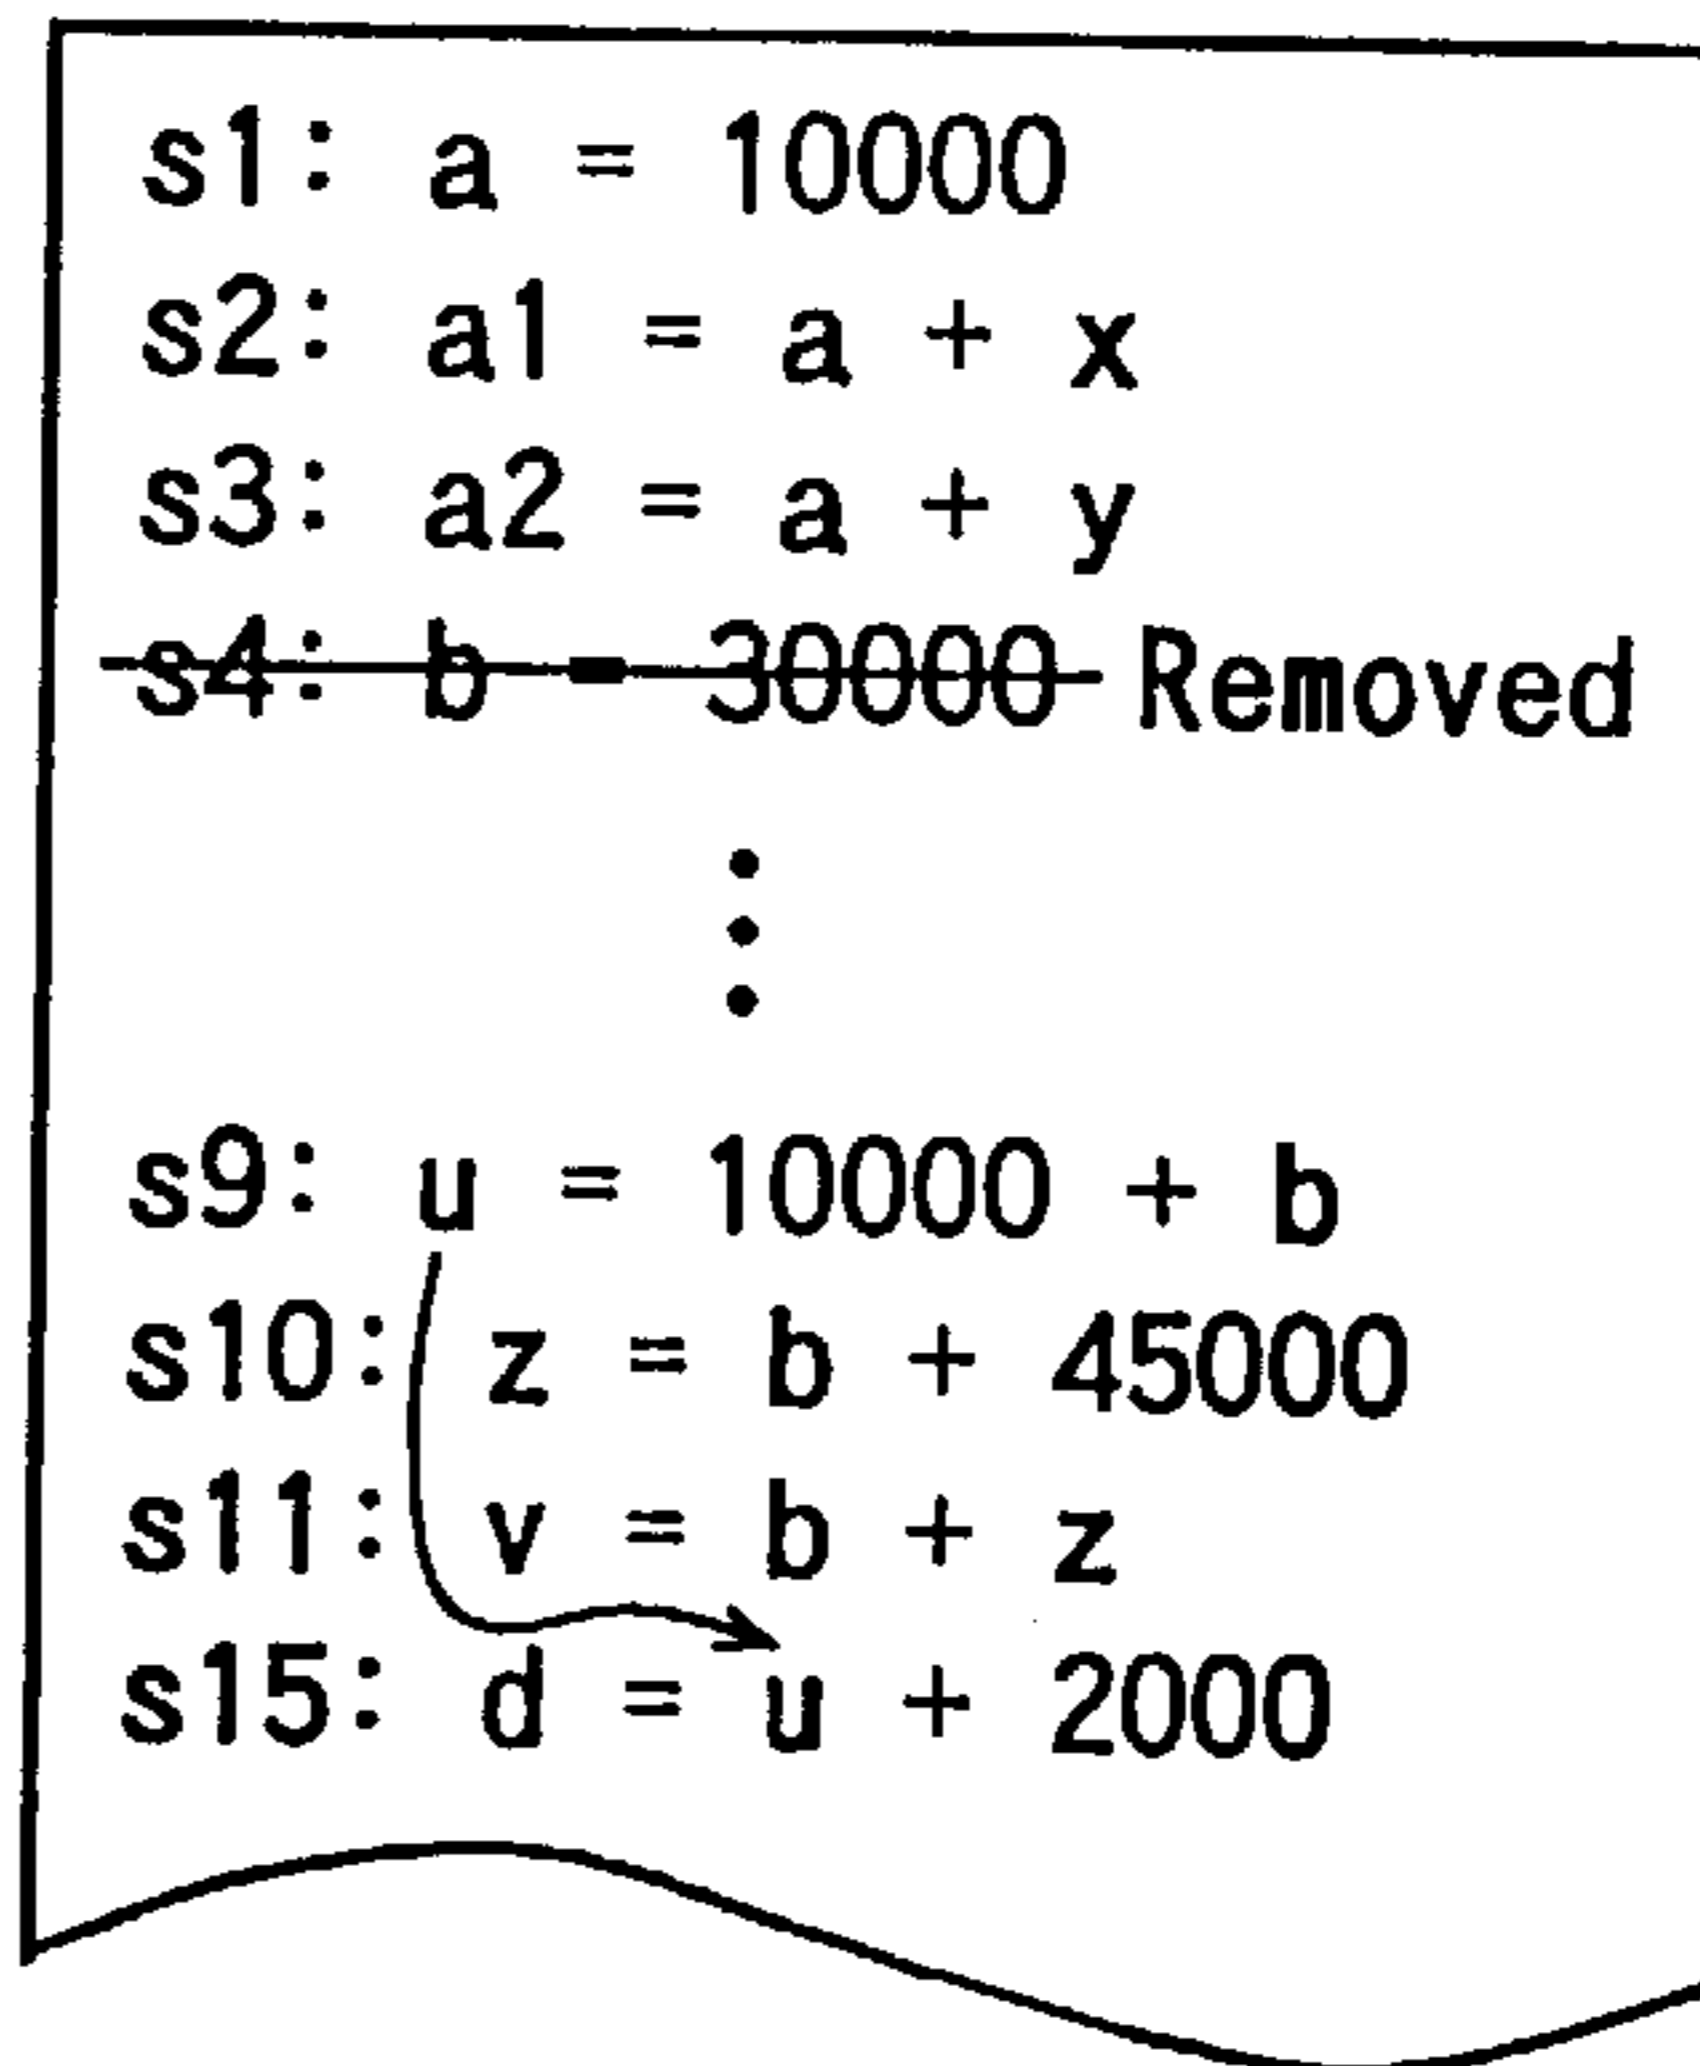 s1: a = 10000
s2: a1 = a + x
s3: a2 = a + y
s4: b = 30000 Removed
s9: u = 10000 + b
s10: z = b + 45000
s11: v = b + z
s15: d = u + 2000